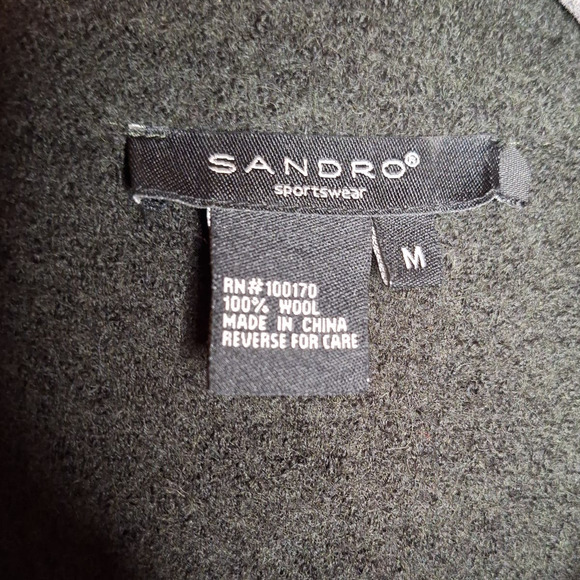 SANDRO®
sportswear
M
RN#100170
100% WOOL
MADE IN CHINA
REVERSE FOR CARE